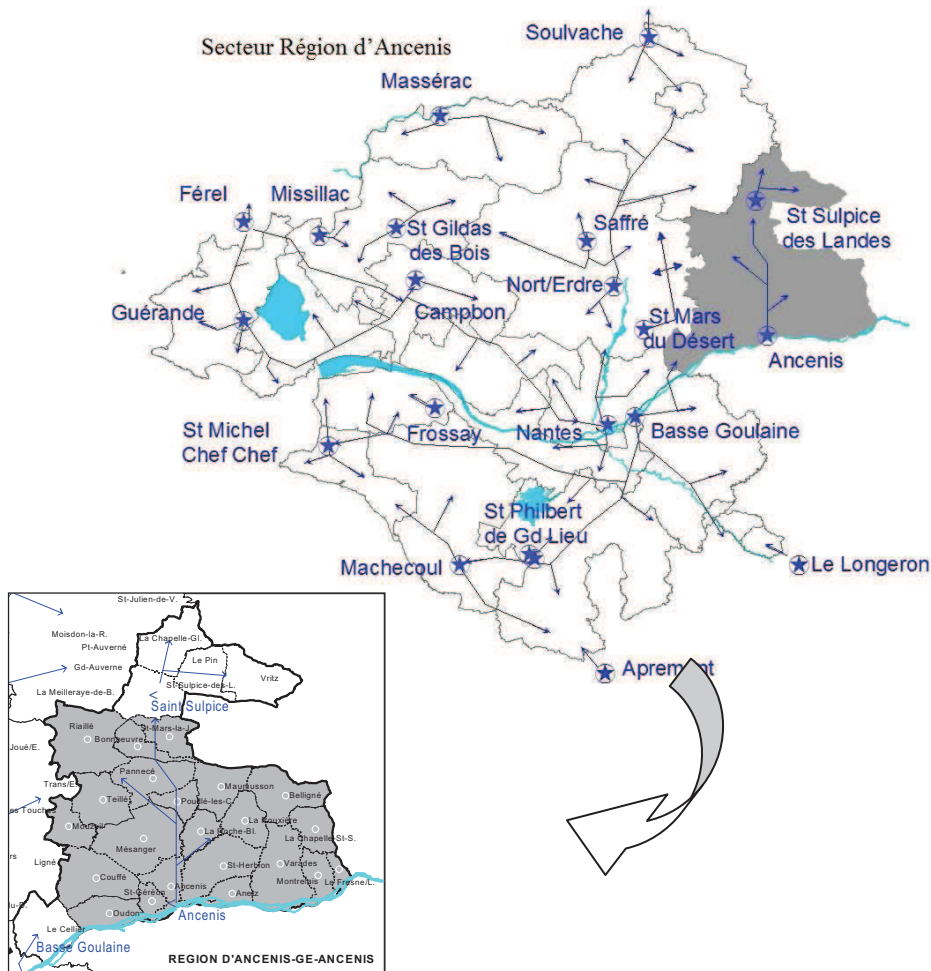 Secteur Région d'Ancenis
Soulvache
Massérac
Férel
Missillac
St Gildas
des Bois
Saffré
St Sulpice
des Landes
Nort/Erdre
Guérande
Campbon
St Mars
du Désert
Ancenis
St Michel
Chef Chef
Frossay
Nantes
Basse Goulaine
St Philbert
de Gd Lieu
Machecoul
Le Longeron
Apremont
St-Julien-de-V.
Moisdon-la-R.
La Chapelle-Gl.
Pt-Auverné
Le Pin
Gd-Auverne
Vritz
St-Sulpice-des-L.
La Meilleraye-de-B.
Saint Sulpice
Riaillé
St-Mars-la-J.
Joué/E.
Bonnoeuvre
Pannecé
Trans/E.
Maumusson
Belligné
Teillé
Pouillé-les-C.
es Touches
La Rouxière
Mouzeil
La Roche-Bl.
La Chapelle-St-S.
Mésanger
Ligné
St-Herblon
Varades
Couffé
Montrelais
Le Fresne/L.
Ancenis
St-Géréon
Anetz
Oudon
Ancenis
Le Cellier
Basse Goulaine
REGION D'ANCENIS-GE-ANCENIS